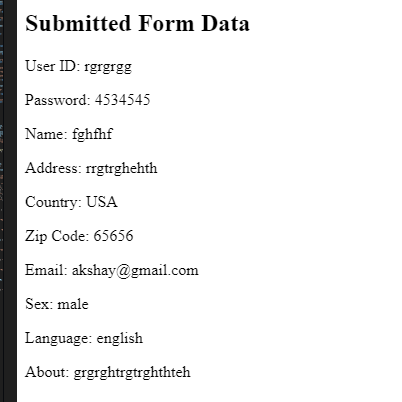 Submitted Form Data
User ID: rgrgrgg
Password: 4534545
Name: fghfhf
Address: rrgtrghehth
Country: USA
Zip Code: 65656
Email: akshay@gmail.com
Sex: male
Language: english
About: grgrghtrgtrghthteh